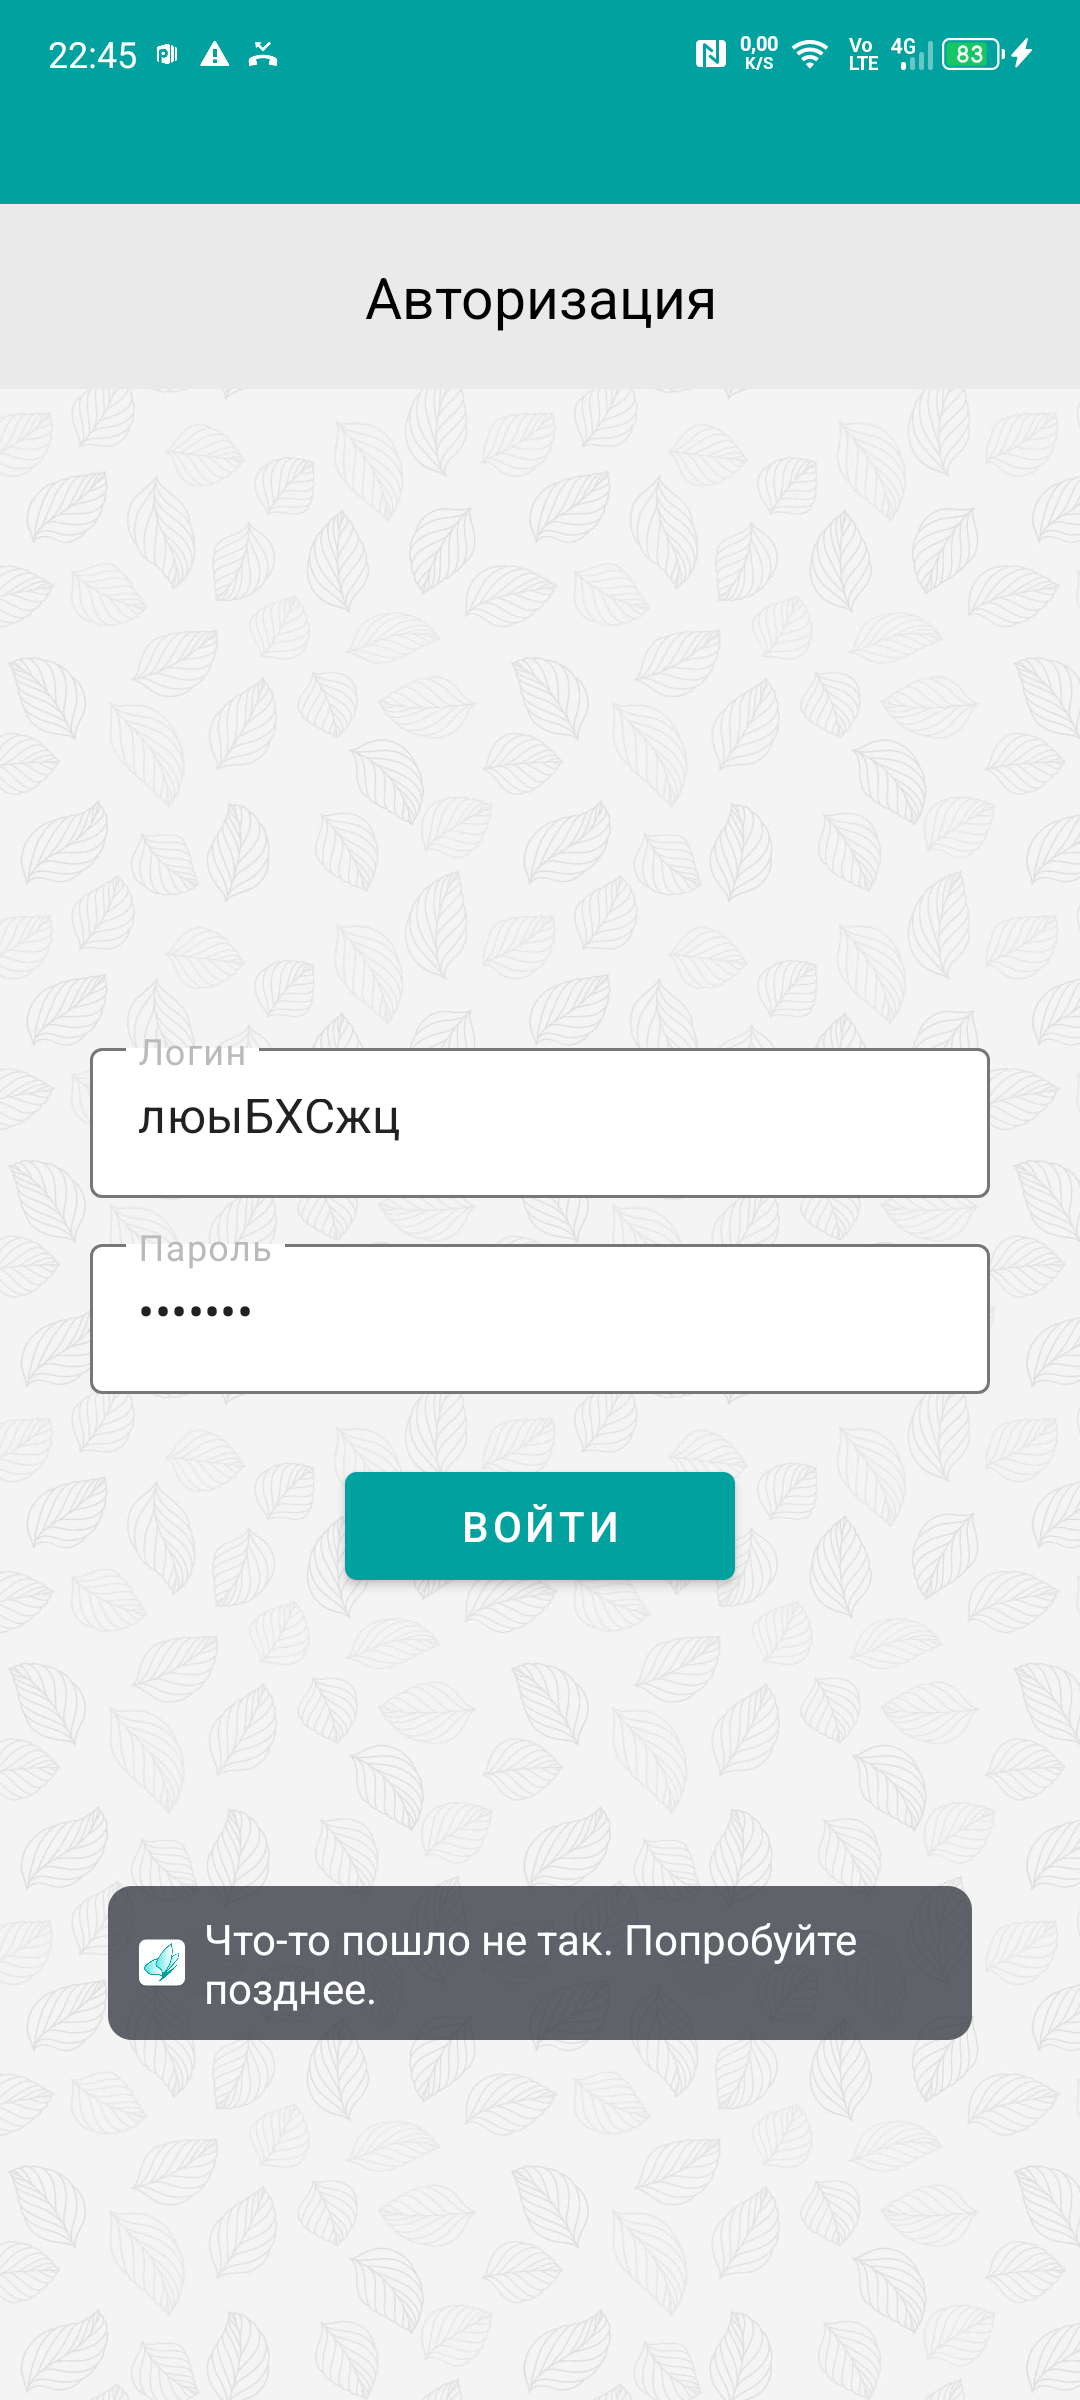 22:45
0,00 K/S
Vo LTE
4G
83
Авторизация
Логин
люыБХСжц
Пароль
•••••••
ВОЙТИ
Что-то пошло не так. Попробуйте
позднее.